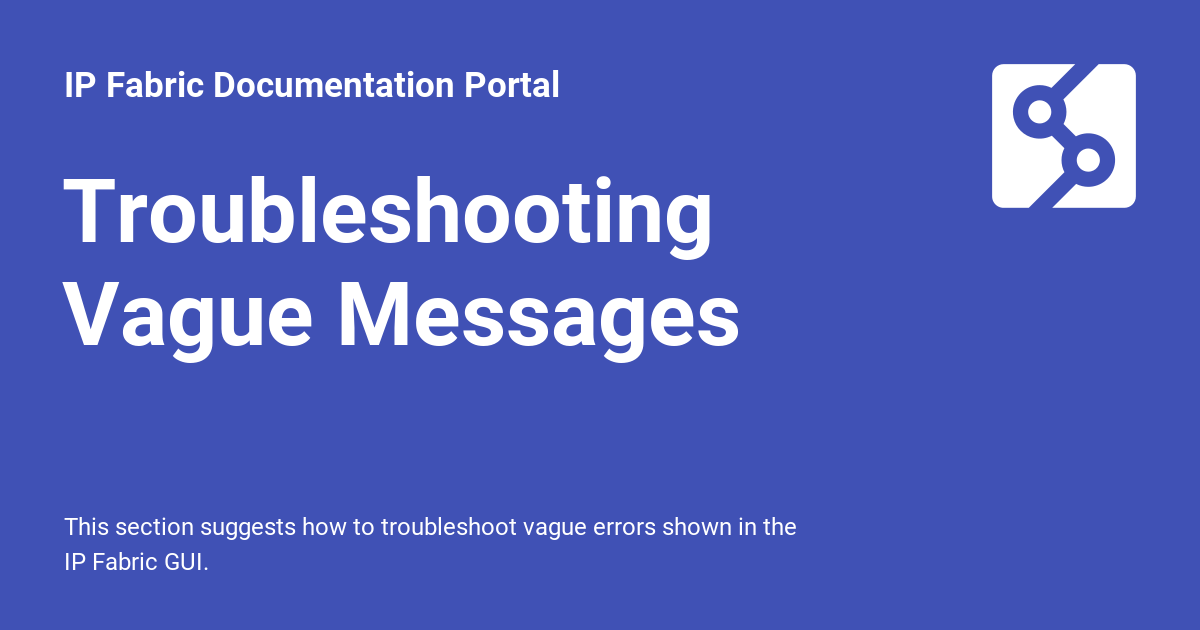 IP Fabric Documentation Portal
Troubleshooting
Vague Messages
This section suggests how to troubleshoot vague errors shown in the
IP Fabric GUI.